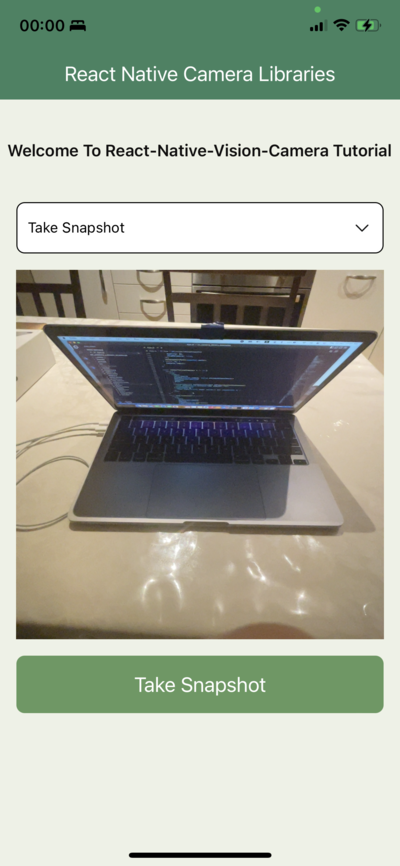 00:00
React Native Camera Libraries
Welcome To React-Native-Vision-Camera Tutorial
Take Snapshot
Take Snapshot